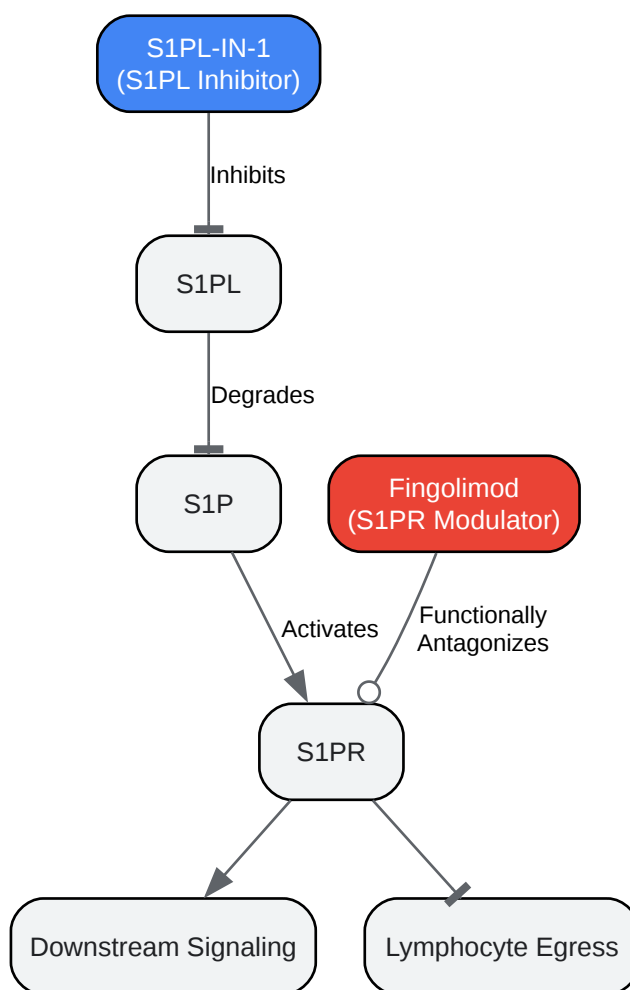 S1PL-IN-1
(S1PL Inhibitor)
Inhibits
S1PL
Degrades
S1P
Fingolimod
(S1PR Modulator)
Activates
Functionally
Antagonizes
S1PR
Downstream Signaling
Lymphocyte Egress